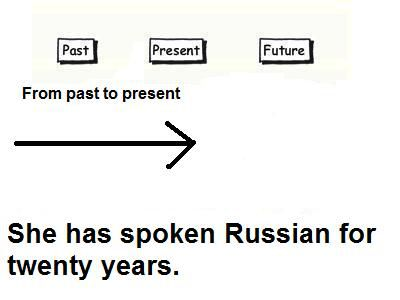 Past Present Future
From past to present
She has spoken Russian for
twenty years.